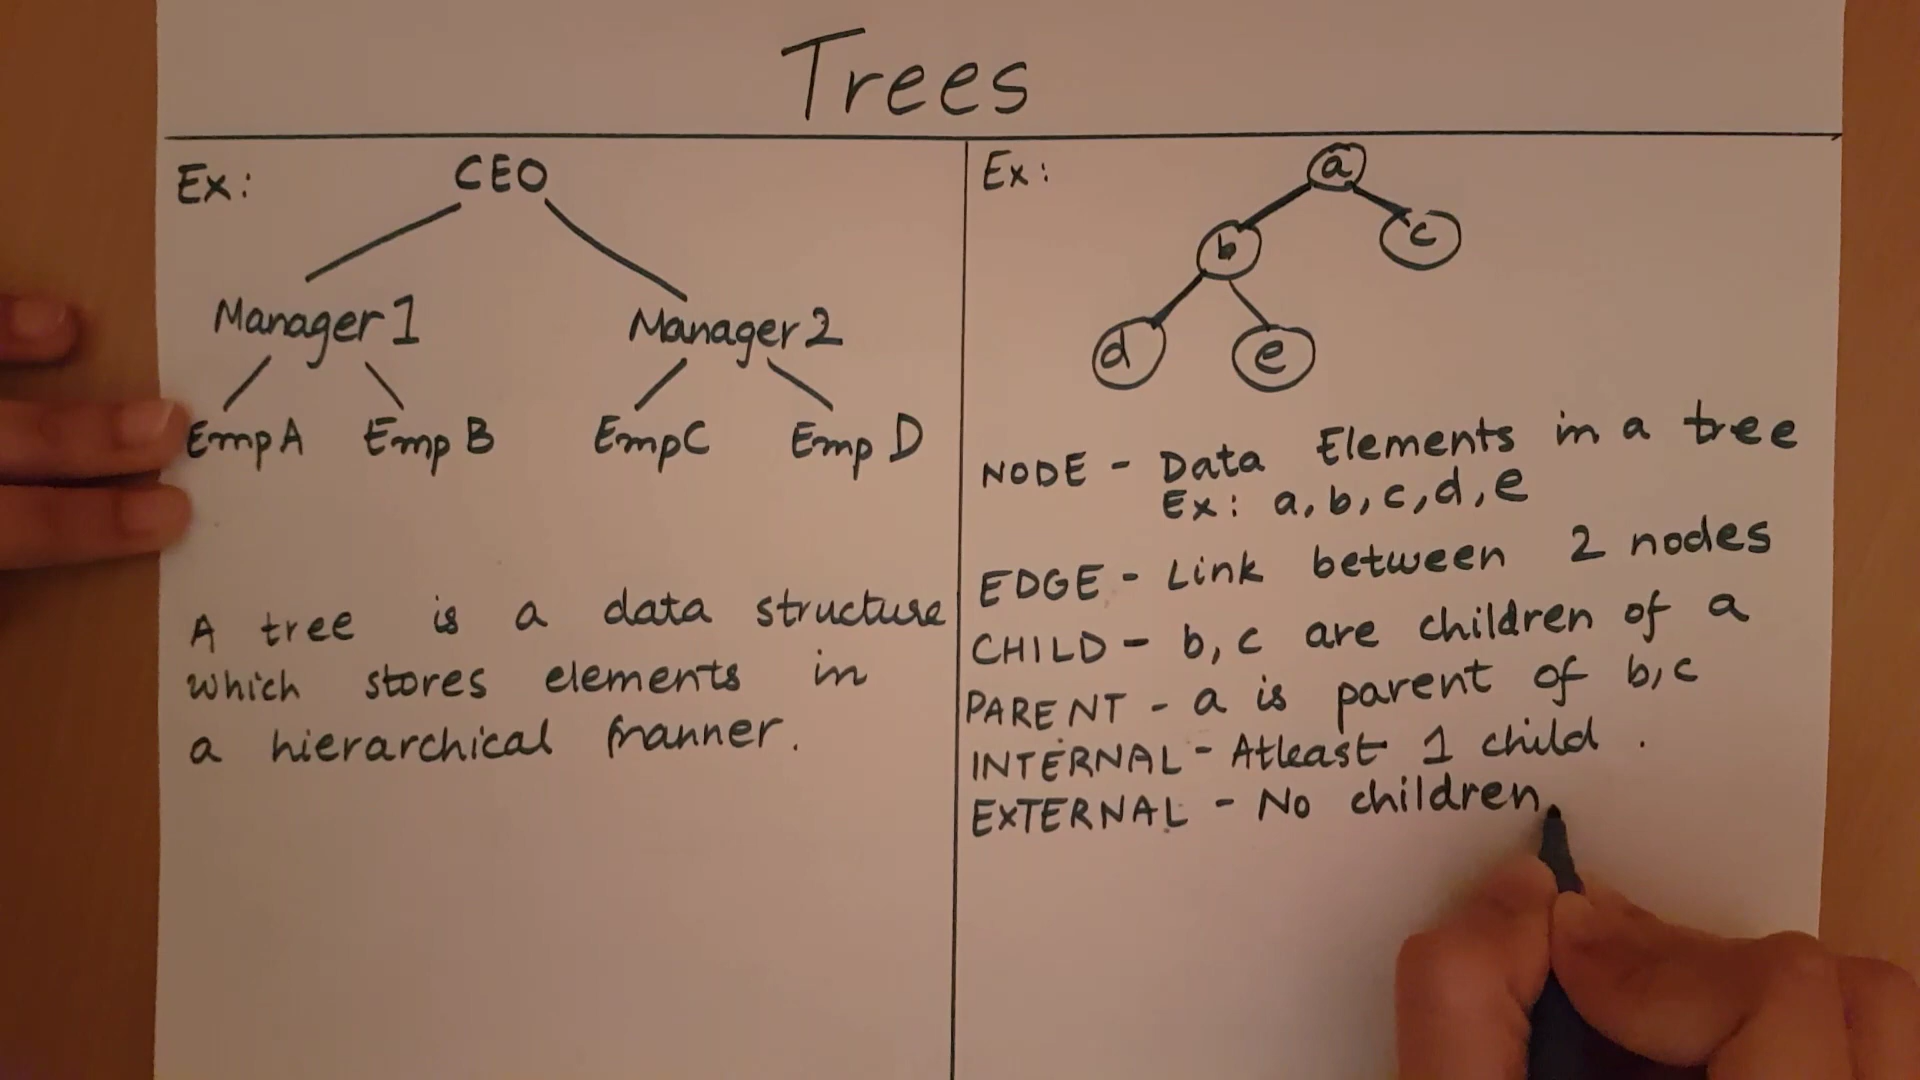 Trees
Ex:
CEO
Manager 1
Manager 2
Emp A
Emp B
Emp C
Emp D
A tree is a data structure
which stores elements in
a hierarchical manner.
Ex:
a
b
c
d
e
NODE - Data Elements in a tree
Ex: a, b, c, d, e
EDGE - Link between 2 nodes
CHILD - b, c are children of a
PARENT - a is parent of b, c
INTERNAL - Atleast 1 child .
EXTERNAL - No children